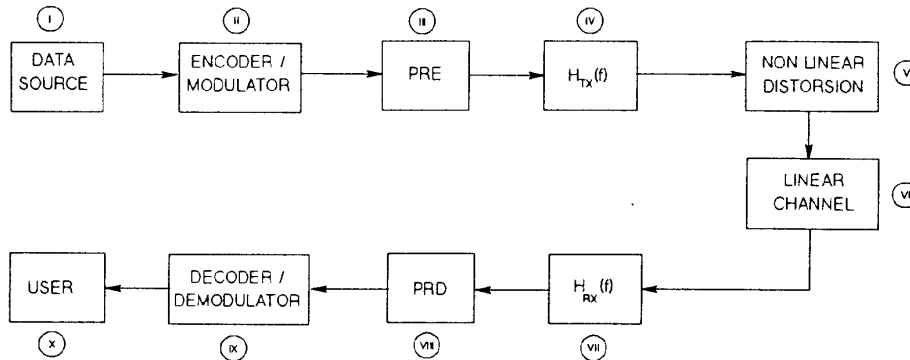 I
II
III
IV
DATA
SOURCE
ENCODER /
MODULATOR
PRE
H_TX(f)
NON LINEAR
DISTORSION
V
LINEAR
CHANNEL
VI
USER
DECODER /
DEMODULATOR
PRD
H_RX(f)
X
IX
VIII
VII